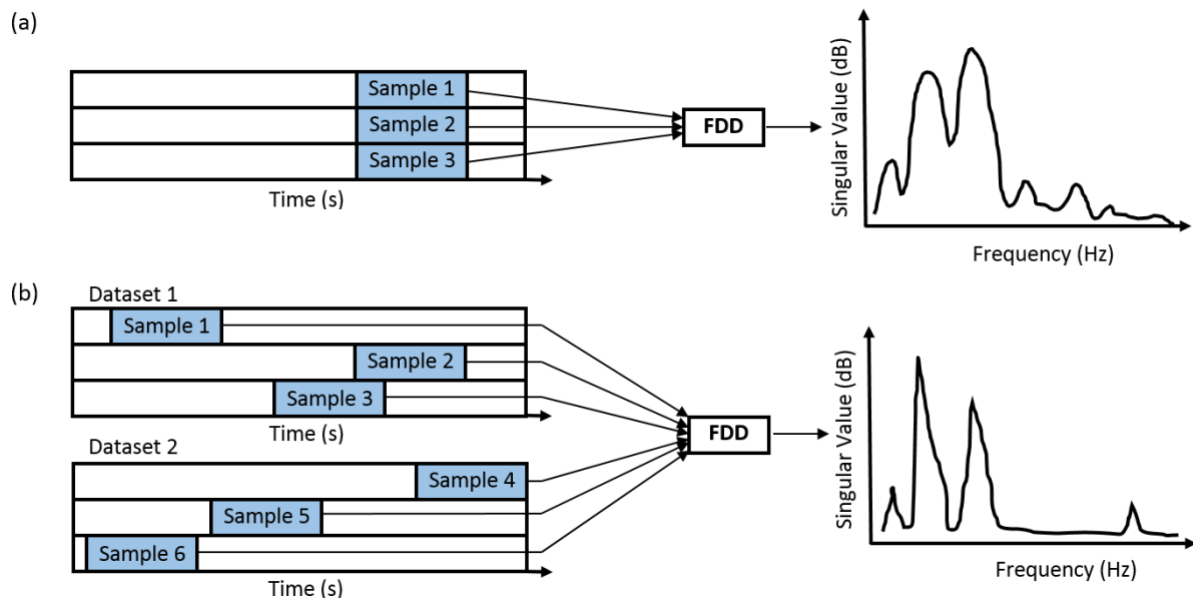 (a)
Sample 1
Sample 2
Sample 3
Time (s)
FDD
Singular Value (dB)
Frequency (Hz)
(b)
Dataset 1
Sample 1
Sample 2
Sample 3
Time (s)
Dataset 2
Sample 4
Sample 5
Sample 6
Time (s)
FDD
Singular Value (dB)
Frequency (Hz)